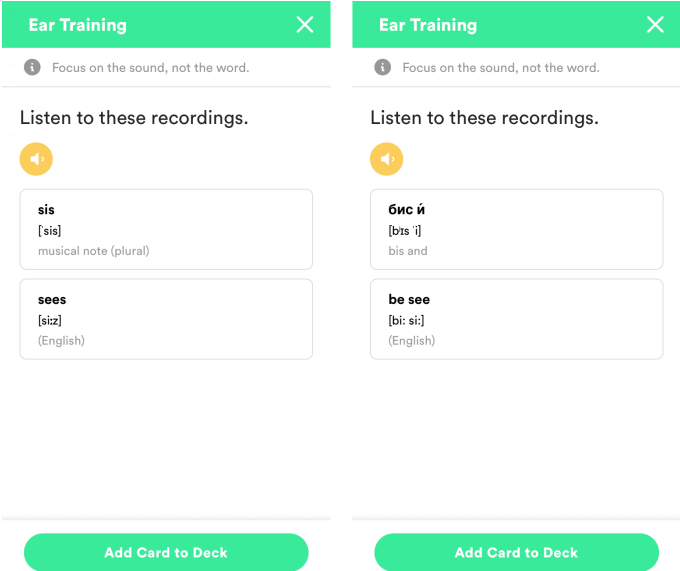 Ear Training
Focus on the sound, not the word.
Listen to these recordings.
sis
[ˈsis]
musical note (plural)
sees
[siːz]
(English)
Add Card to Deck
Ear Training
Focus on the sound, not the word.
Listen to these recordings.
бис и́
[bʲɪs ˈi]
bis and
be see
[biː siː]
(English)
Add Card to Deck